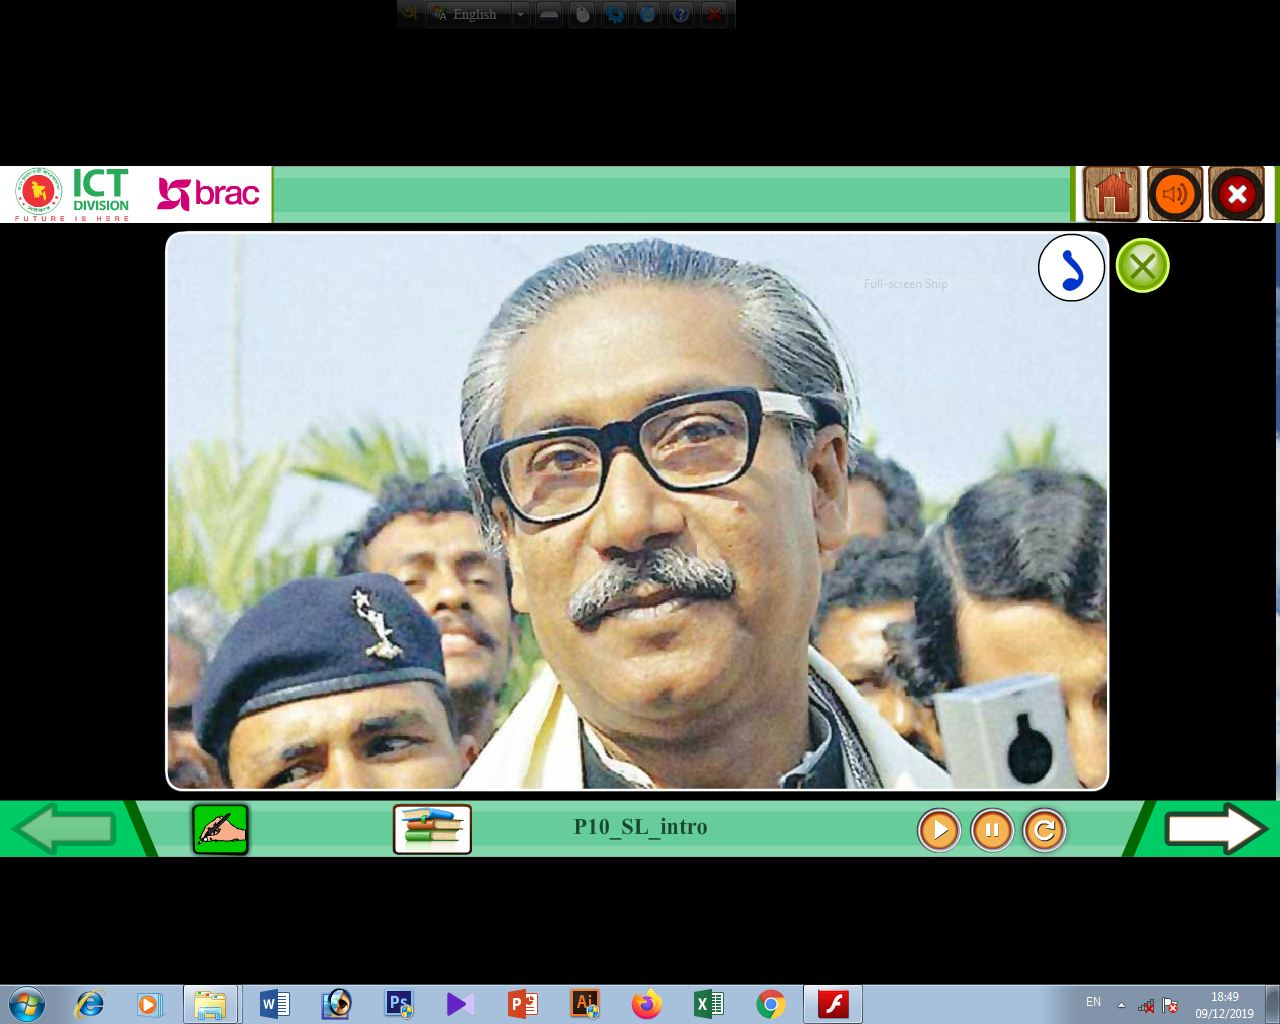 English
ICT
DIVISION
FUTURE IS HERE
brac
Full-screen Snip
১
P10_SL_intro
EN
18:49
09/12/2019